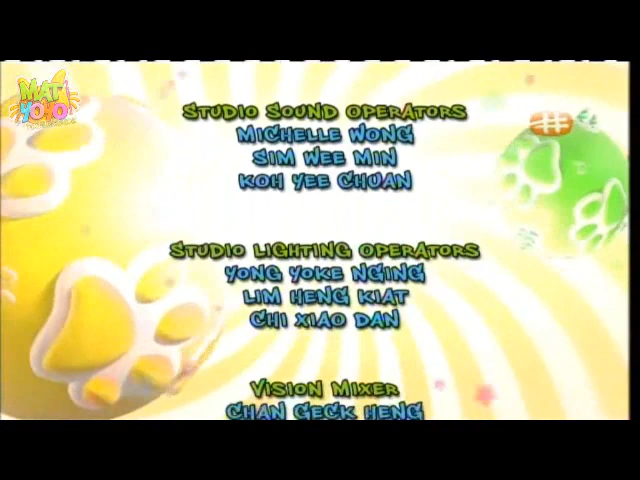 MAT
YOYO
STUDIO SOUND OPERATORS
MICHELLE WONG
SIM WEE MIN
KOH YEE CHUAN
STUDIO LIGHTING OPERATORS
YONG YOKE NGING
LIM HENG KIAT
CHI XIAO DAN
VISION MIXER
CHAN GECK HENG